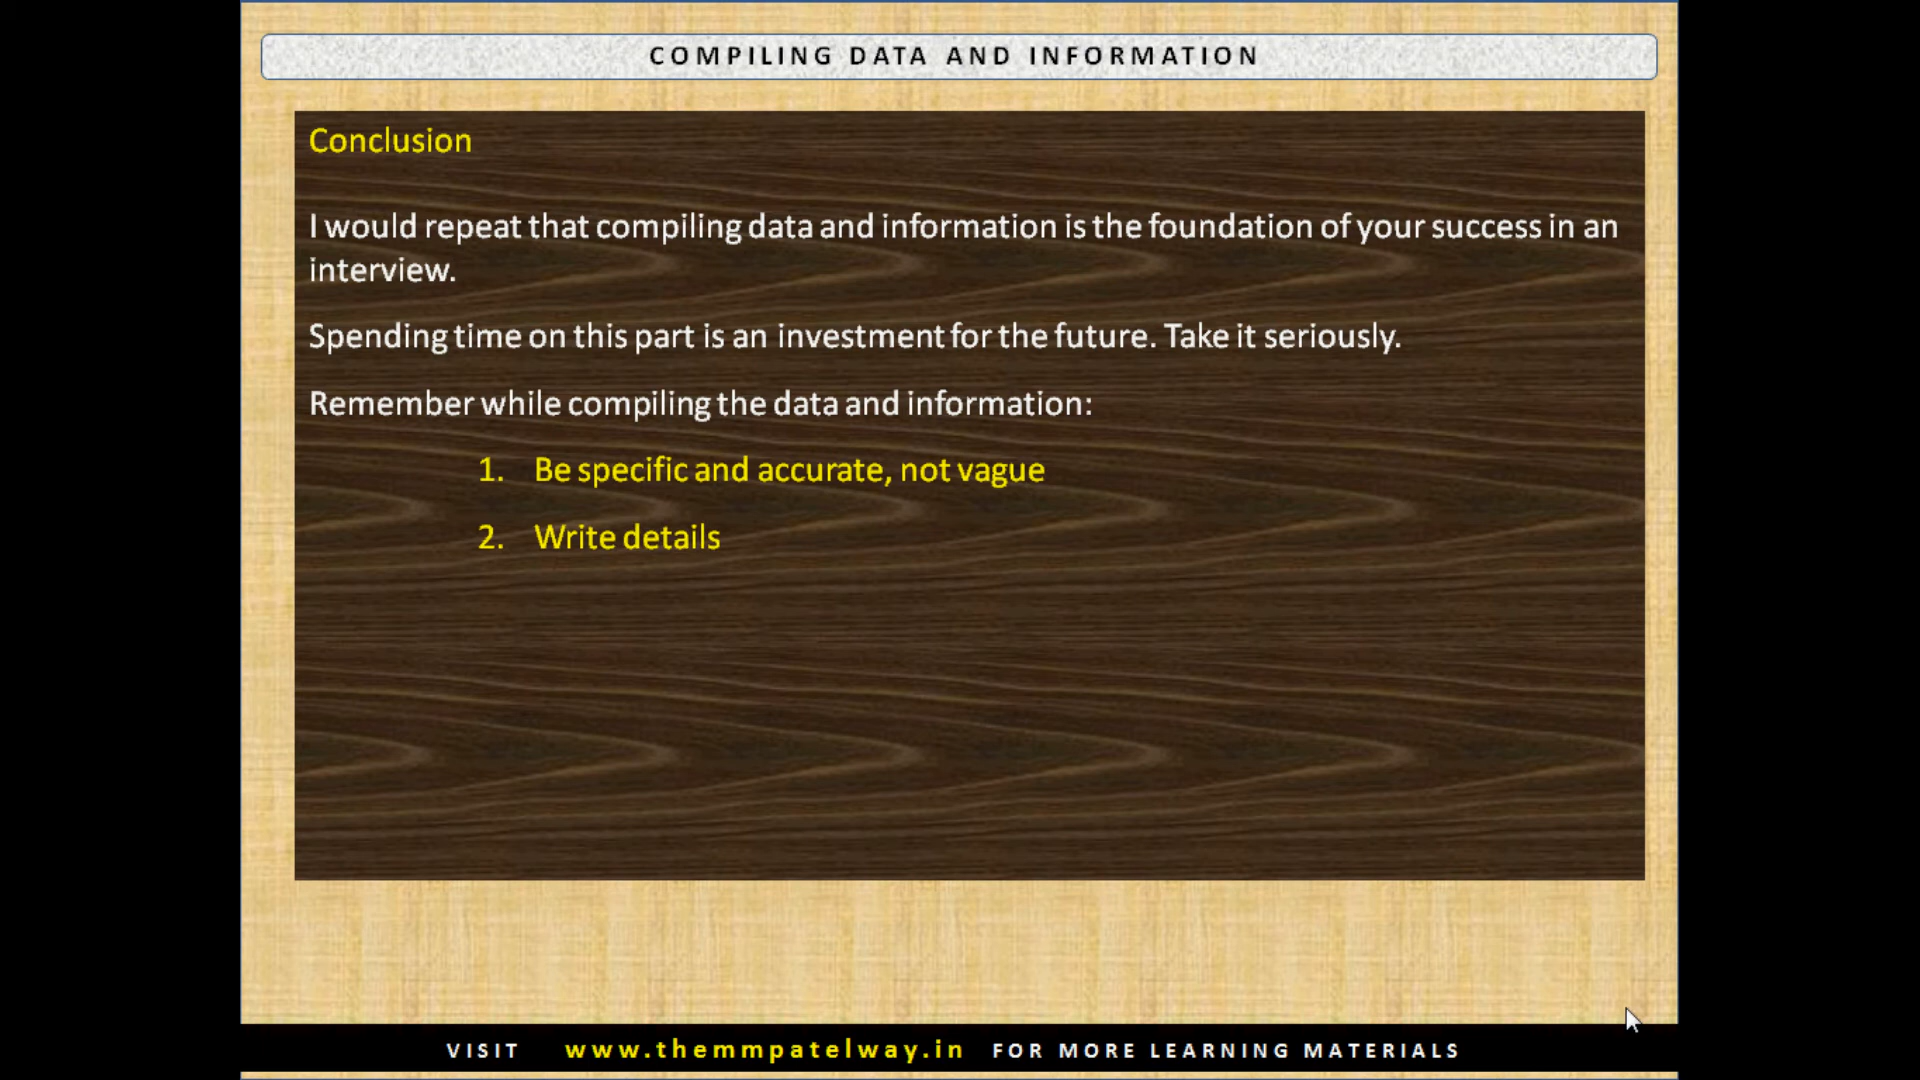 COMPILING DATA AND INFORMATION
Conclusion
I would repeat that compiling data and information is the foundation of your success in an
interview.
Spending time on this part is an investment for the future. Take it seriously.
Remember while compiling the data and information:
1. Be specific and accurate, not vague
2. Write details
VISIT www.themmpatelway.in FOR MORE LEARNING MATERIALS